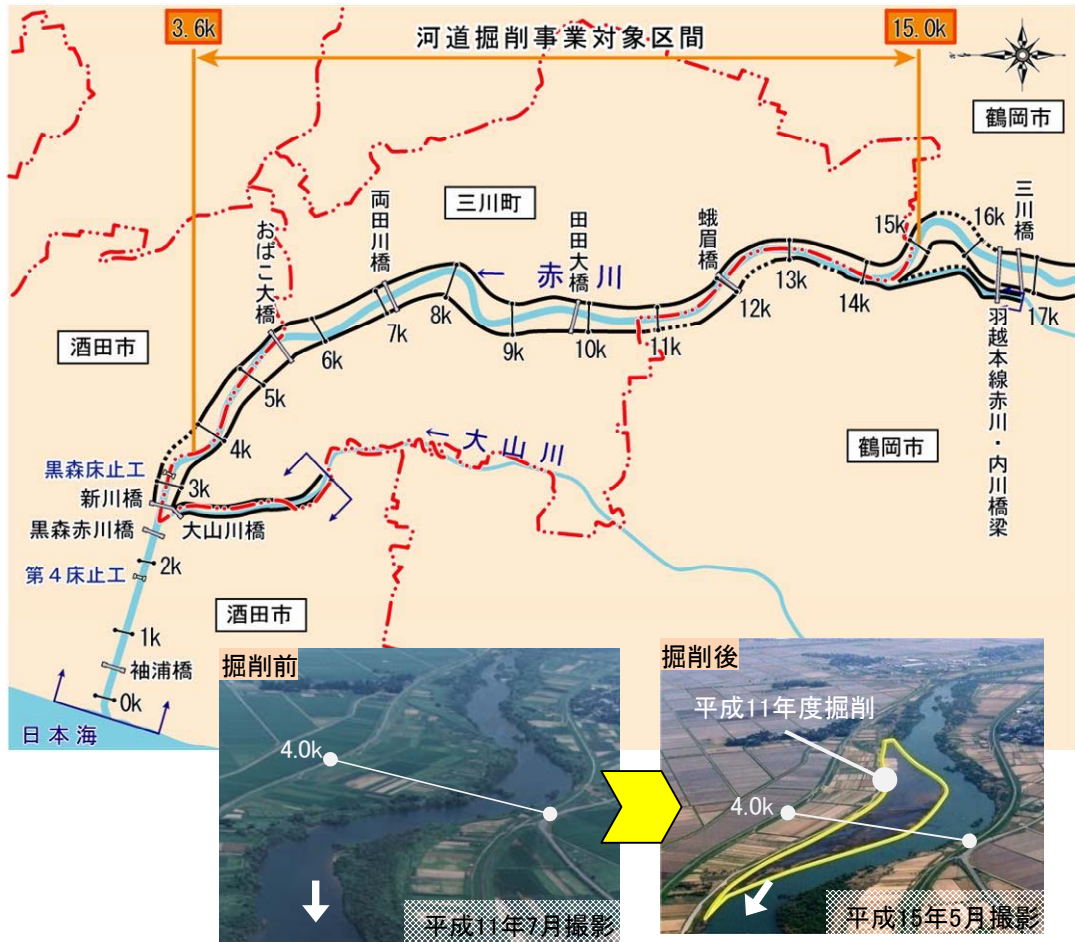 3.6k
河道掘削事業対象区間
15.0k
鶴岡市
三川町
両田川橋
おばこ大橋
田田大橋
蛾眉橋
三川橋
15k
16k
17k
← 赤川
14k
13k
12k
11k
10k
9k
8k
7k
6k
5k
4k
酒田市
← 大山川
鶴岡市
羽越本線赤川・内川橋梁
黒森床止工
3k
新川橋
大山川橋
黒森赤川橋
2k
第4床止工
酒田市
1k
袖浦橋
0k
日本海
掘削前
4.0k
平成11年7月撮影
掘削後
平成11年度掘削
4.0k
平成15年5月撮影